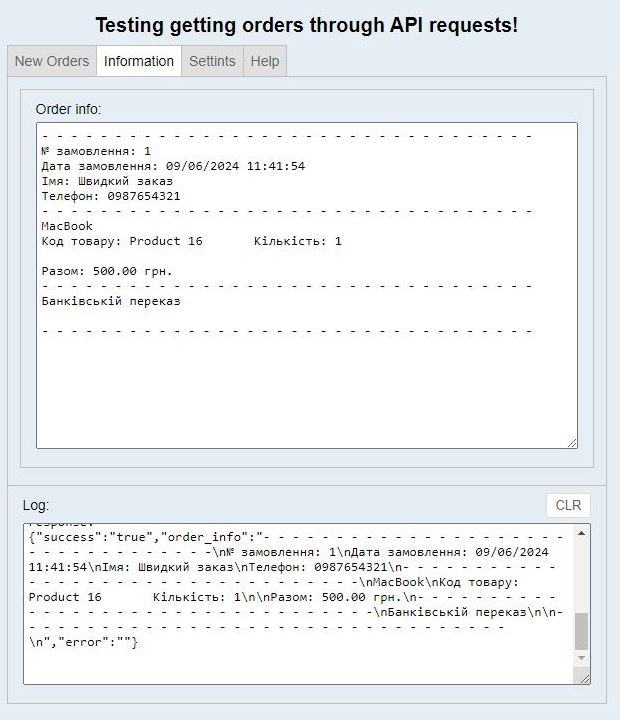 Testing getting orders through API requests!
New Orders Information Settints Help
Order info:
- - - - - - - - - - - - - - - - - - - - - - - - - - - - - - - - - -
№ замовлення: 1
Дата замовлення: 09/06/2024 11:41:54
Імя: Швидкий заказ
Телефон: 0987654321
- - - - - - - - - - - - - - - - - - - - - - - - - - - - - - - - - -
MacBook
Код товару: Product 16       Кількість: 1
Разом: 500.00 грн.
- - - - - - - - - - - - - - - - - - - - - - - - - - - - - - - - - -
Банківській переказ
- - - - - - - - - - - - - - - - - - - - - - - - - - - - - - - - - -
Log:
CLR
response:
{"success":"true","order_info":"- - - - - - - - - - - - - - - - - - - - -
- - - - - - - - - - - - -\n№ замовлення: 1\nДата замовлення: 09/06/2024
11:41:54\nІмя: Швидкий заказ\nТелефон: 0987654321\n- - - - - - - - - - -
- - - - - - - - - - - - - - - - - - - - - - -\nMacBook\nКод товару:
Product 16       Кількість: 1\n\nРазом: 500.00 грн.\n- - - - - - - - - -
- - - - - - - - - - - - - - - - - - - - - - - -\nБанківській переказ\n\n-
- - - - - - - - - - - - - - - - - - - - - - - - - - - - - - - - -
\n","error":""}